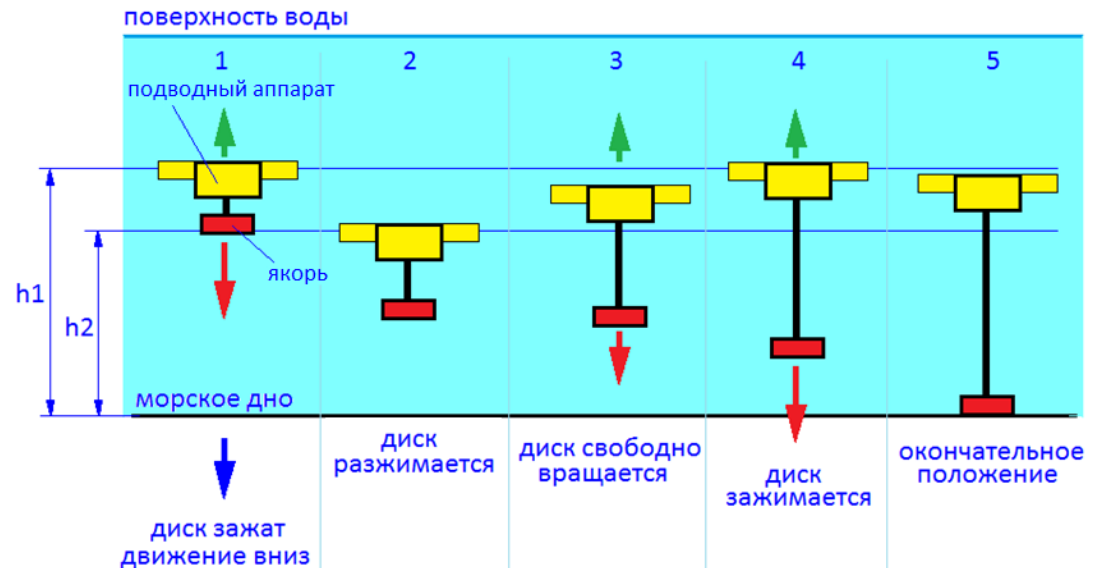 поверхность воды
1
2
3
4
5
подводный аппарат
h1
h2
якорь
морское дно
диск зажат
движение вниз
диск
разжимается
диск свободно
вращается
диск
зажимается
окончательное
положение